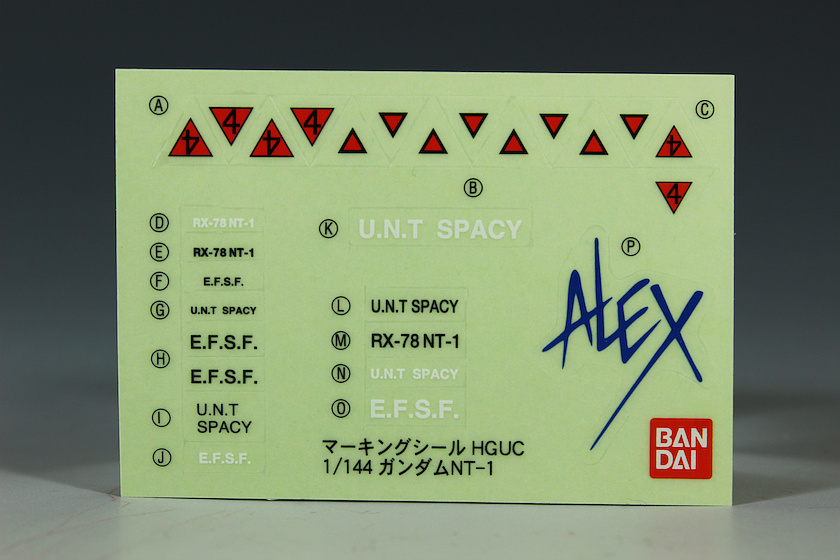 A
4 4 4 4
C
4
B
4
D RX-78 NT-1
E RX-78 NT-1
F E.F.S.F.
G U.N.T SPACY
H E.F.S.F.
E.F.S.F.
I U.N.T
SPACY
J E.F.S.F.
K U.N.T SPACY
L U.N.T SPACY
M RX-78 NT-1
N U.N.T SPACY
O E.F.S.F.
P
ALEX
マーキングシール HGUC
1/144 ガンダムNT-1
BAN
DAI